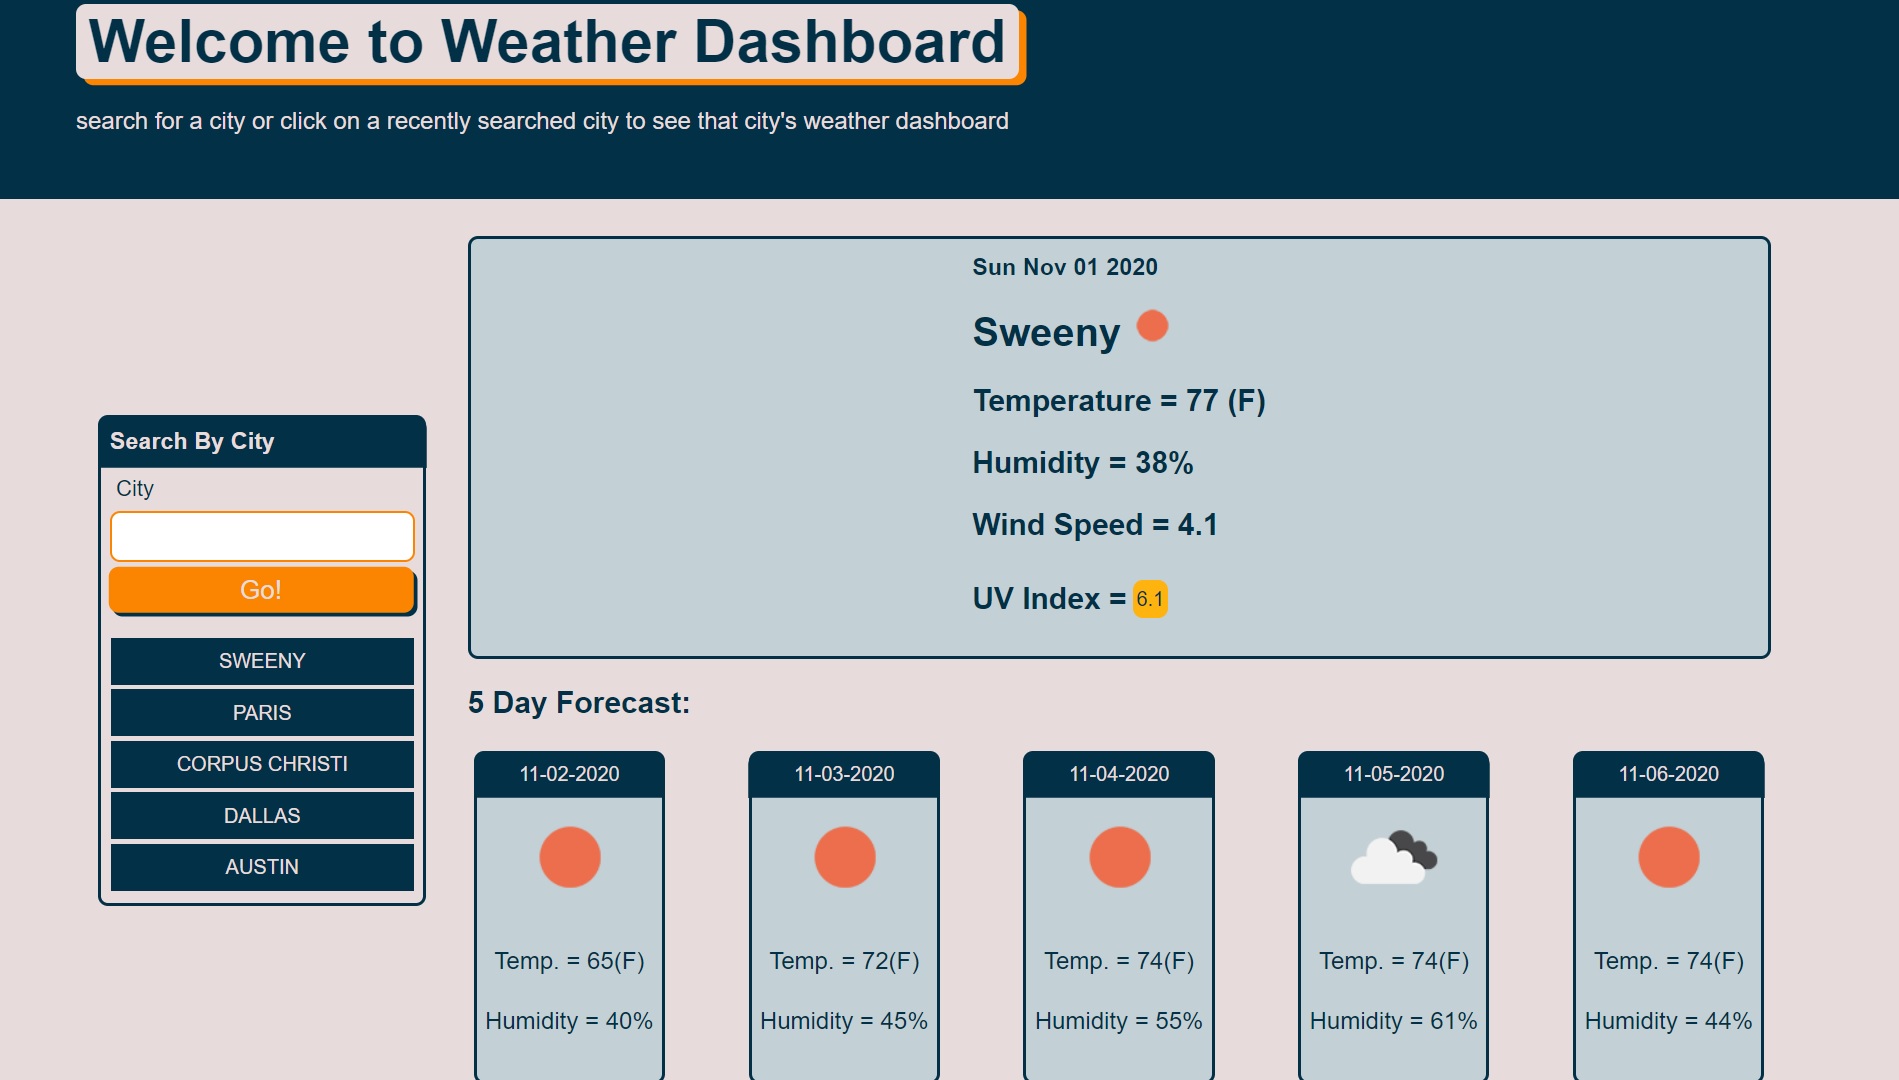 Welcome to Weather Dashboard
search for a city or click on a recently searched city to see that city's weather dashboard
Search By City
City
Go!
SWEENY
PARIS
CORPUS CHRISTI
DALLAS
AUSTIN
Sun Nov 01 2020
Sweeny
Temperature = 77 (F)
Humidity = 38%
Wind Speed = 4.1
UV Index = 6.1
5 Day Forecast:
11-02-2020
Temp. = 65(F)
Humidity = 40%
11-03-2020
Temp. = 72(F)
Humidity = 45%
11-04-2020
Temp. = 74(F)
Humidity = 55%
11-05-2020
Temp. = 74(F)
Humidity = 61%
11-06-2020
Temp. = 74(F)
Humidity = 44%